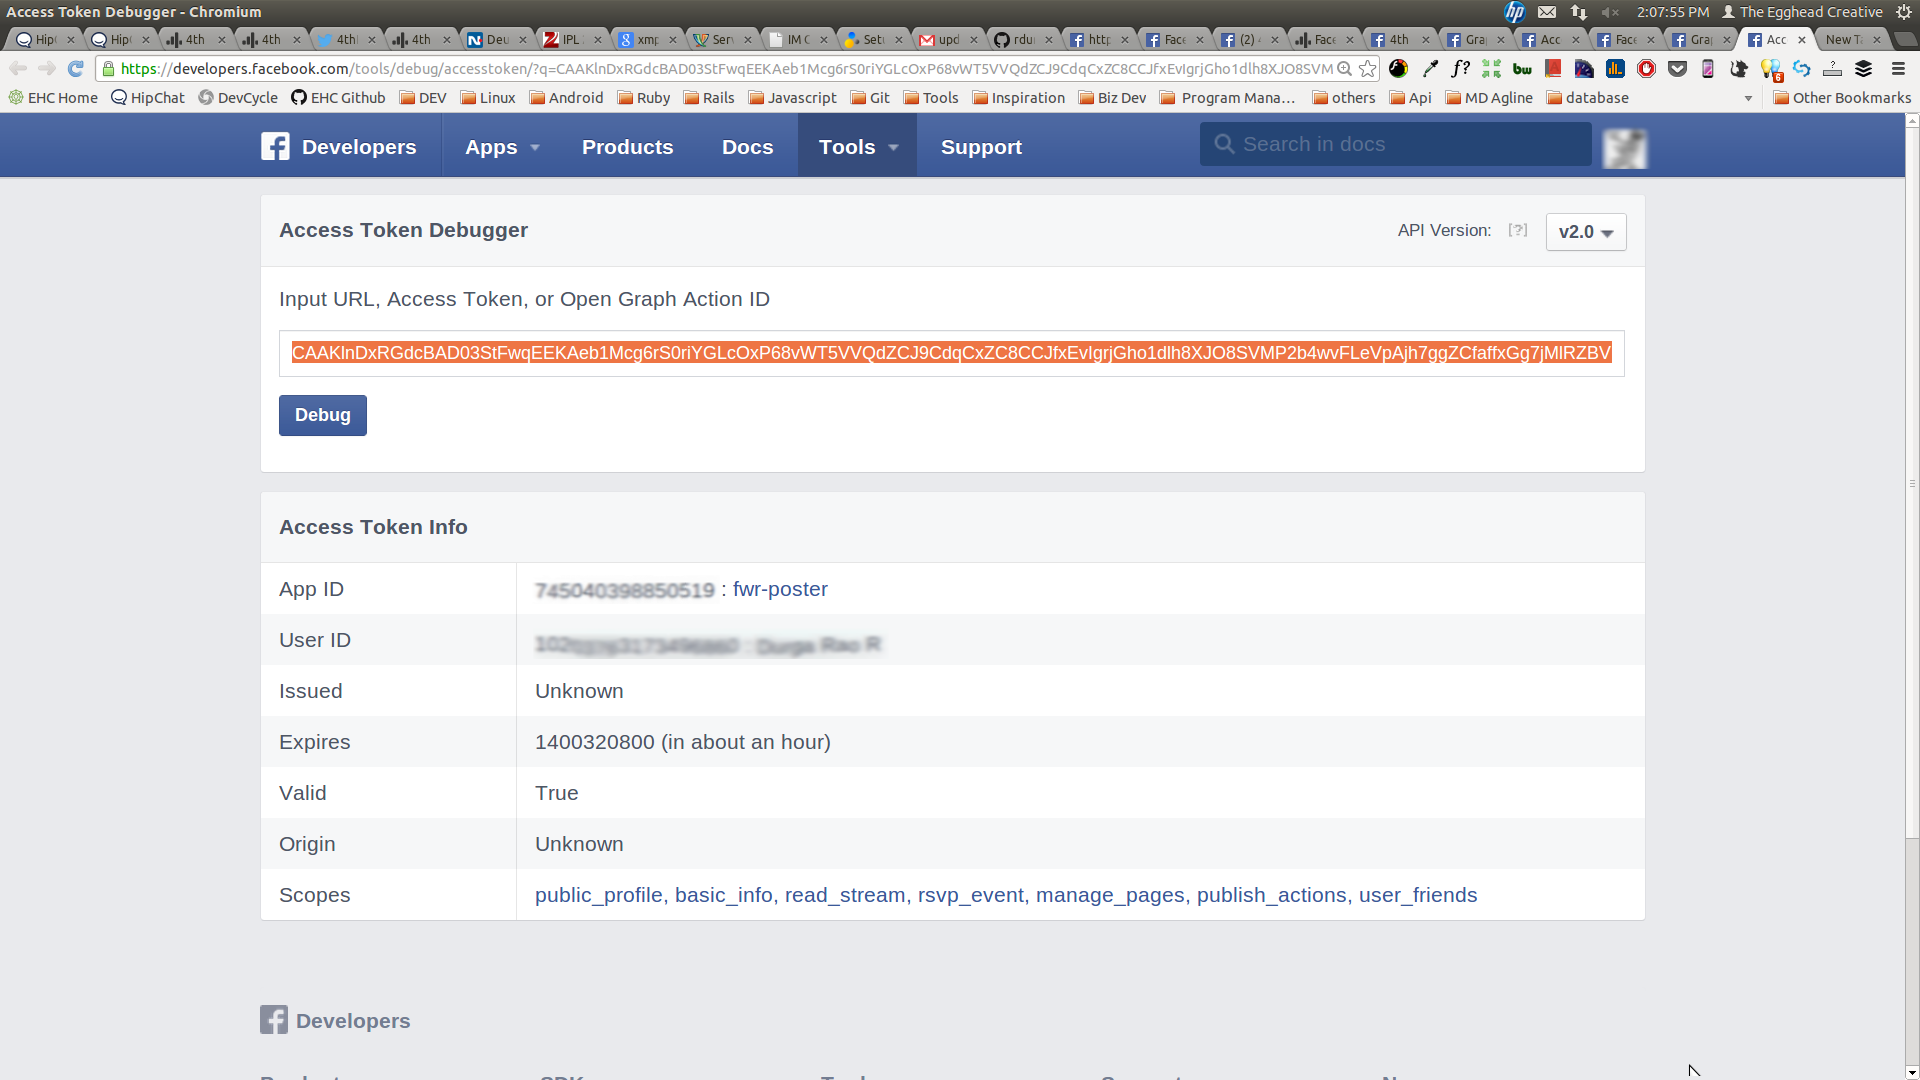 Access Token Debugger - Chromium
2:07:55 PM The Egghead Creative
Hip Hip 4th 4th 4th 4th Deu IPL xmp Serv IM C Set upd rdu http Face (2) Face 4th Gra Acc Face Gra Acc New T
https://developers.facebook.com/tools/debug/accesstoken/?q=CAAKlnDxRGdcBAD03StFwqEEKAeb1Mcg6rS0riYGLcOxP68vWT5VVQdZCJ9CdqCxZC8CCJfxEvIgrjGho1dlh8XJO8SVM
EHC Home HipChat DevCycle EHC Github DEV Linux Android Ruby Rails Javascript Git Tools Inspiration Biz Dev Program Mana... others Api MD Agline database Other Bookmarks
Developers Apps Products Docs Tools Support Search in docs
Access Token Debugger API Version: [?] v2.0
Input URL, Access Token, or Open Graph Action ID
CAAKlnDxRGdcBAD03StFwqEEKAeb1Mcg6rS0riYGLcOxP68vWT5VVQdZCJ9CdqCxZC8CCJfxEvIgrjGho1dlh8XJO8SVMP2b4wvFLeVpAjh7ggZCfaffxGg7jMlRZBV
Debug
Access Token Info
App ID : fwr-poster
User ID
Issued Unknown
Expires 1400320800 (in about an hour)
Valid True
Origin Unknown
Scopes public_profile, basic_info, read_stream, rsvp_event, manage_pages, publish_actions, user_friends
Developers